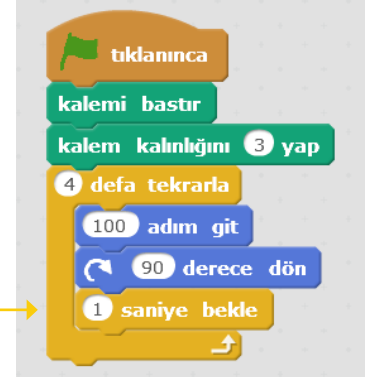 tıklanınca
kalemi bastır
kalem kalınlığını 3 yap
4 defa tekrarla
100 adım git
90 derece dön
1 saniye bekle